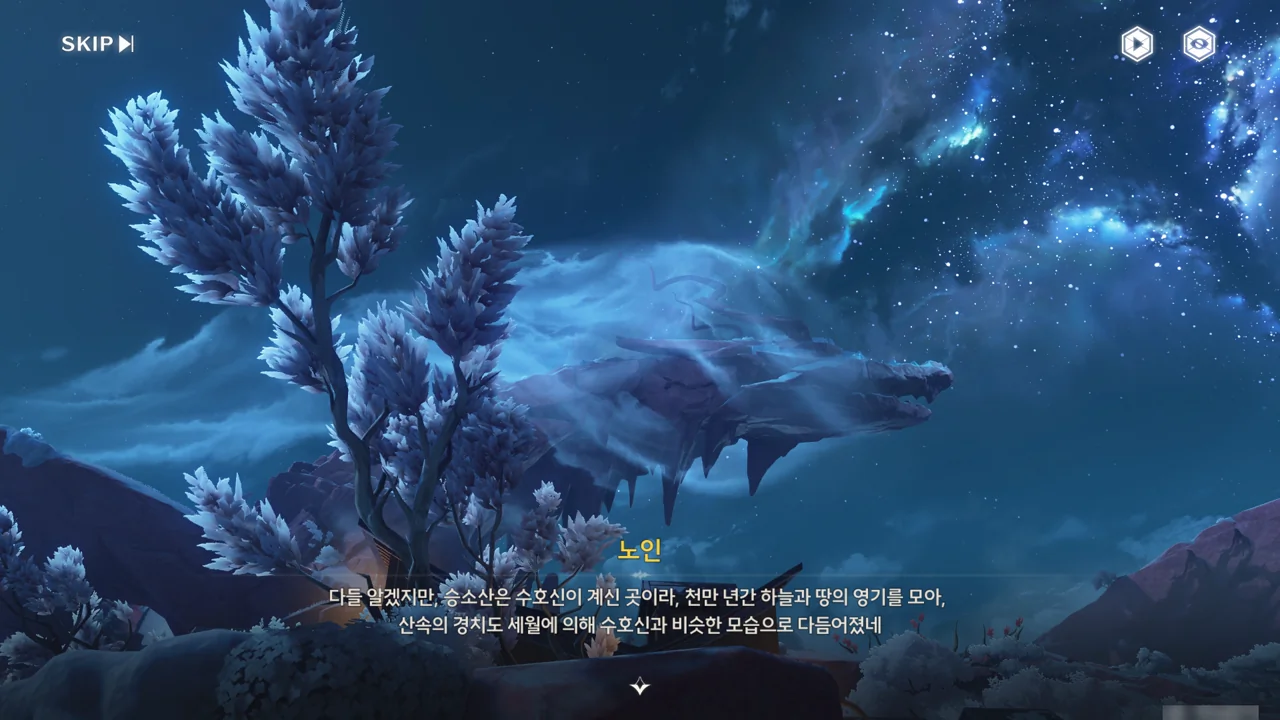 SKIP
노인
다들 알겠지만, 승소산은 수호신이 계신 곳이라, 천만 년간 하늘과 땅의 영기를 모아,
산속의 경치도 세월에 의해 수호신과 비슷한 모습으로 다듬어졌네